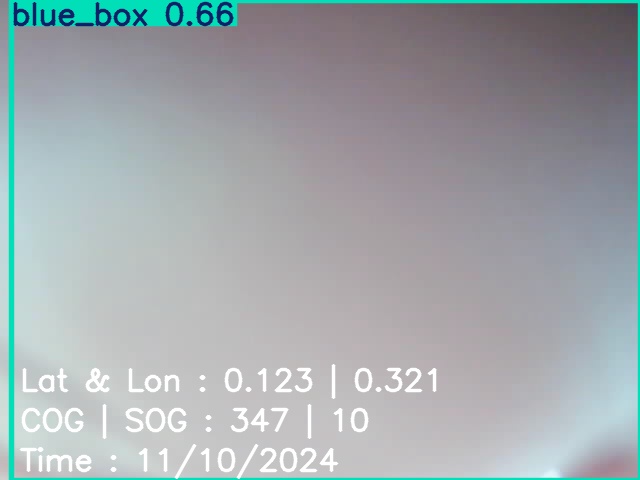 blue_box 0.66
Lat & Lon : 0.123 | 0.321
COG | SOG : 347 | 10
Time : 11/10/2024